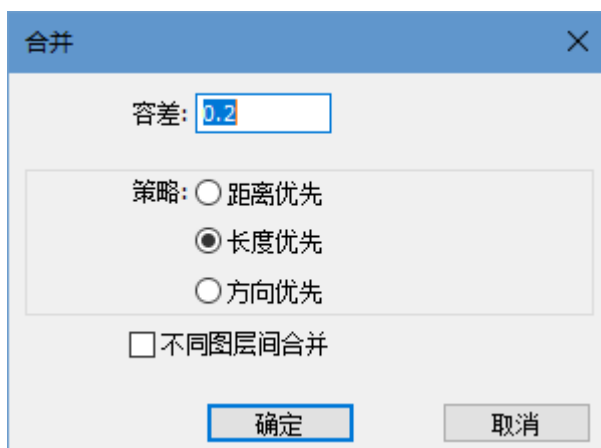 合并
容差: 0.2
策略: 距离优先
长度优先
方向优先
不同图层间合并
确定 取消